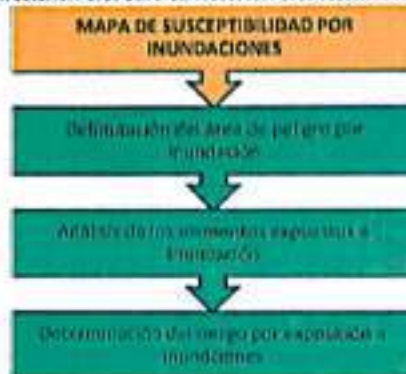 MAPA DE SUSCEPTIBILIDAD POR
INUNDACIONES
Delimitación del área de peligro por
inundación
Análisis de los elementos expuestos a
inundación
Determinación del riesgo por exposición a
inundaciones